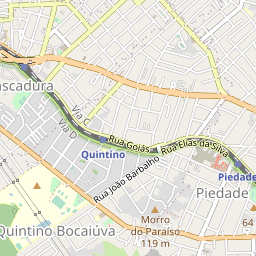 ascadura
Via C
Via D
Rua Goiás
Rua Elias da Silva
Quintino
Rua João Barbalho
Piedade
Piedade
Quintino Bocaiúva
Morro
do Paraíso
119 m
64